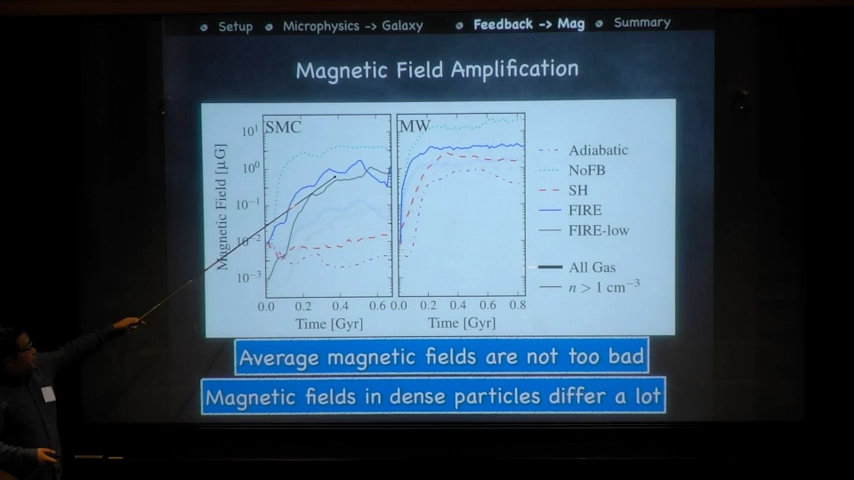 Setup Microphysics -> Galaxy Feedback -> Mag Summary
Magnetic Field Amplification
SMC
MW
Magnetic Field [μG]
10¹
10⁰
10⁻¹
10⁻²
10⁻³
0.0 0.2 0.4 0.6
0.0 0.2 0.4 0.6 0.8
Time [Gyr]
Time [Gyr]
Adiabatic
NoFB
SH
FIRE
FIRE-low
All Gas
n > 1 cm⁻³
Average magnetic fields are not too bad
Magnetic fields in dense particles differ a lot